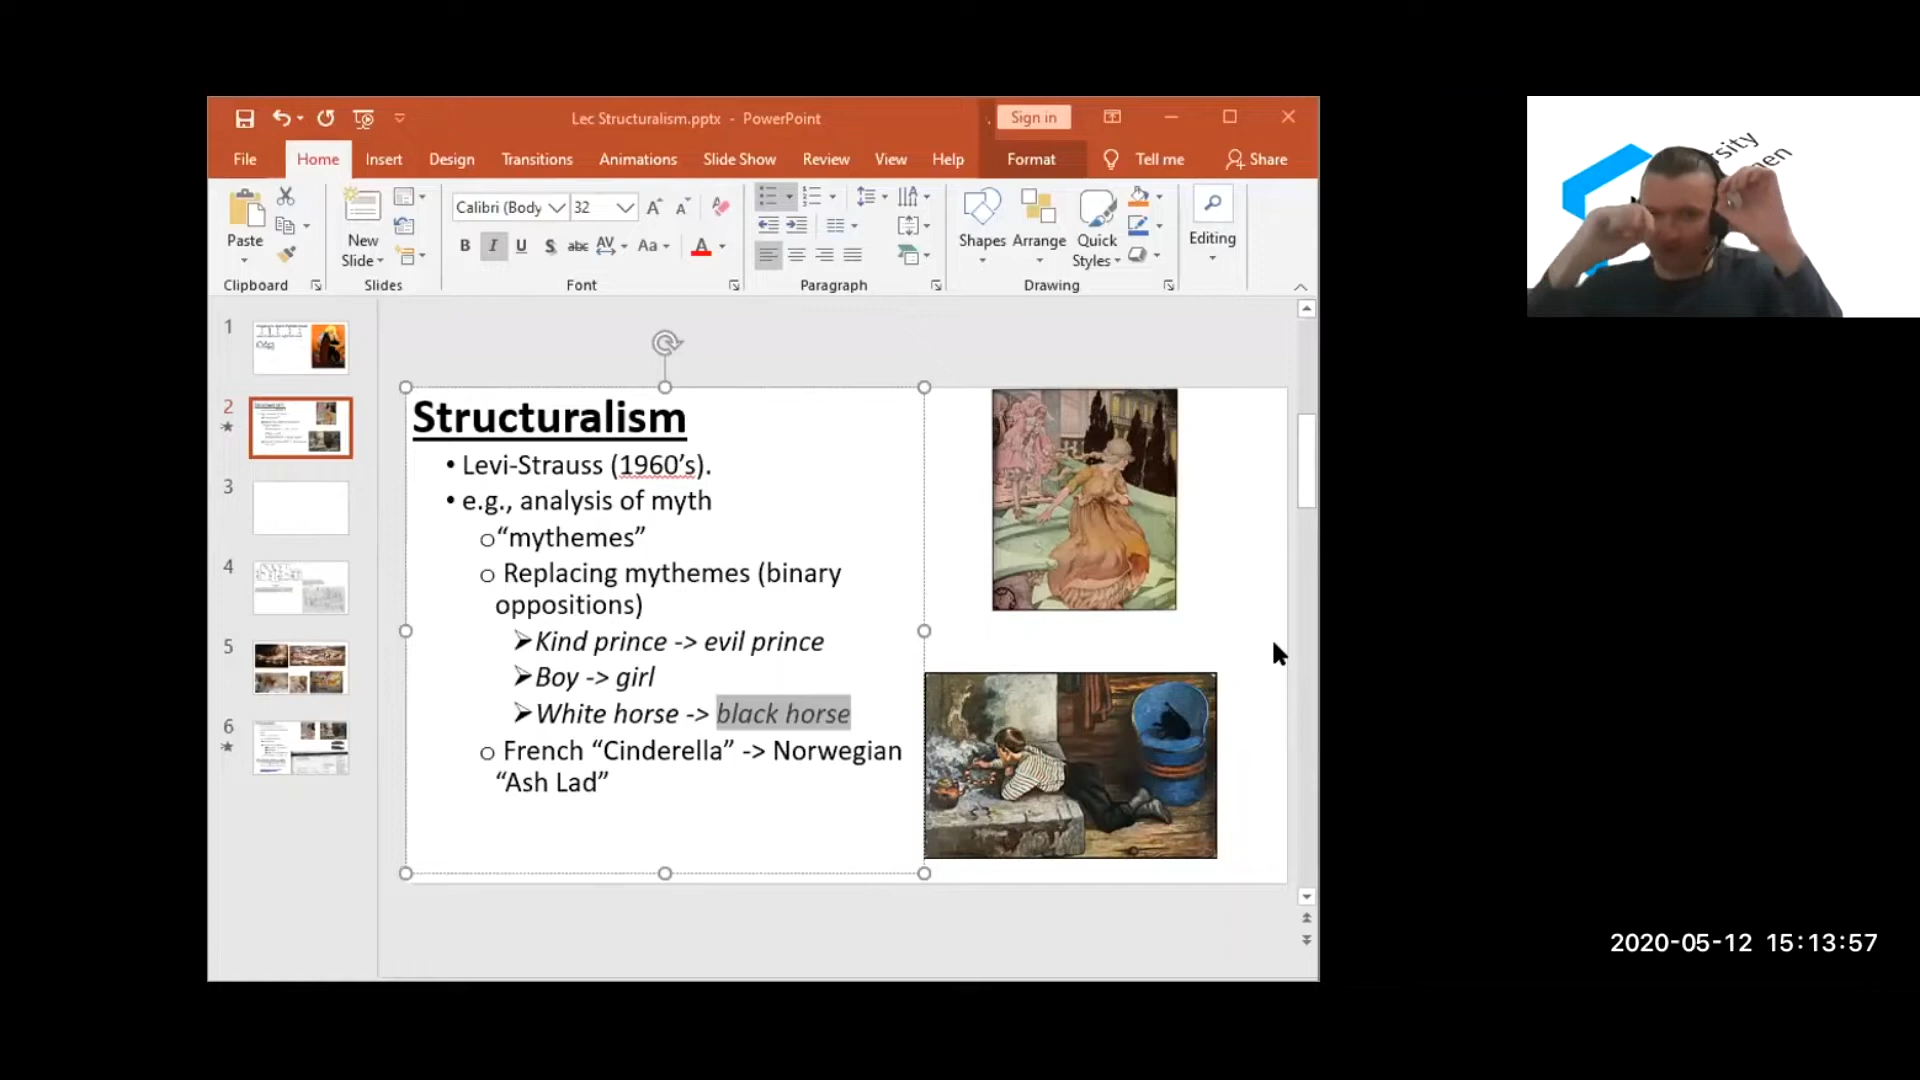 Lec Structuralism.pptx - PowerPoint
Sign in
File Home Insert Design Transitions Animations Slide Show Review View Help Format Tell me Share
Calibri (Body 32
Paste
New
Slide
B I U S abc AV Aa A
Shapes Arrange Quick
Styles
Editing
Clipboard Slides Font Paragraph Drawing
1
2
3
4
5
6
Structuralism
• Levi-Strauss (1960’s).
• e.g., analysis of myth
o “mythemes”
o Replacing mythemes (binary
oppositions)
➢Kind prince -> evil prince
➢Boy -> girl
➢White horse -> black horse
o French “Cinderella” -> Norwegian
“Ash Lad”
2020-05-12 15:13:57